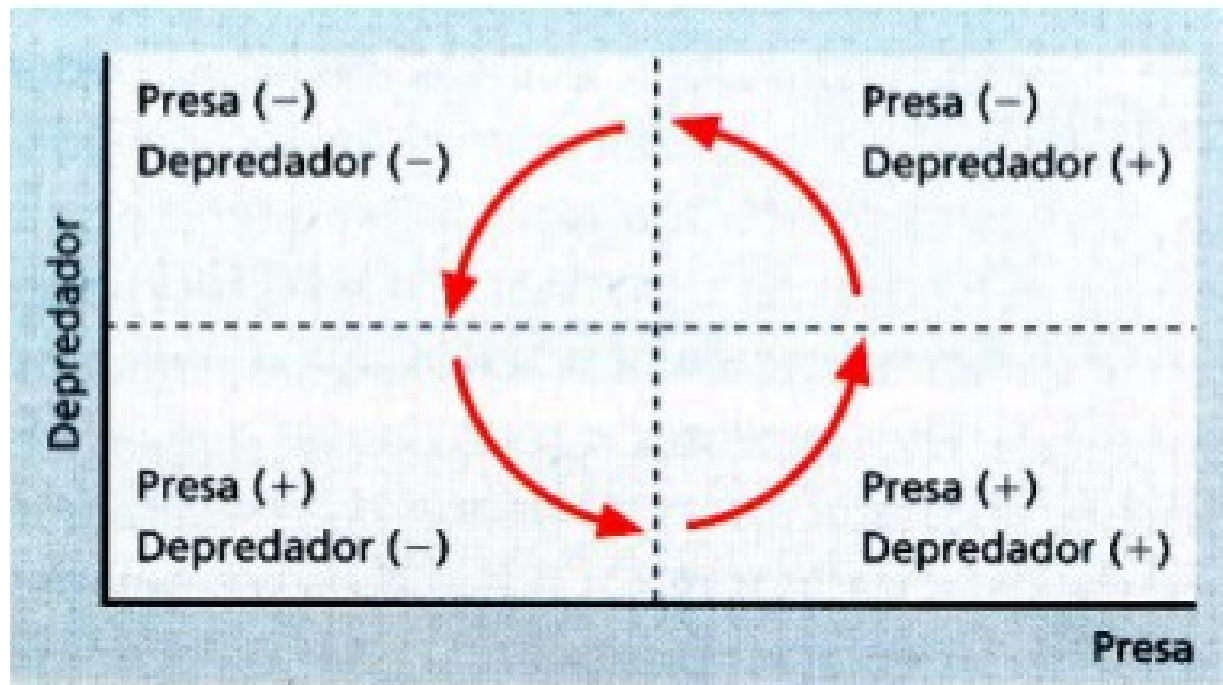 Presa (−)
Depredador (−)
Presa (−)
Depredador (+)
Depredador
Presa (+)
Depredador (−)
Presa (+)
Depredador (+)
Presa